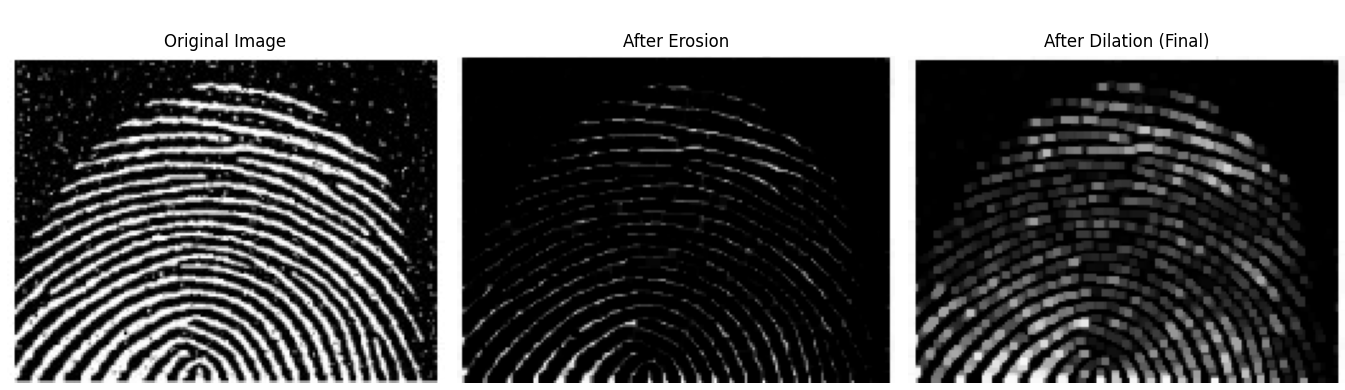 Original Image
After Erosion
After Dilation (Final)